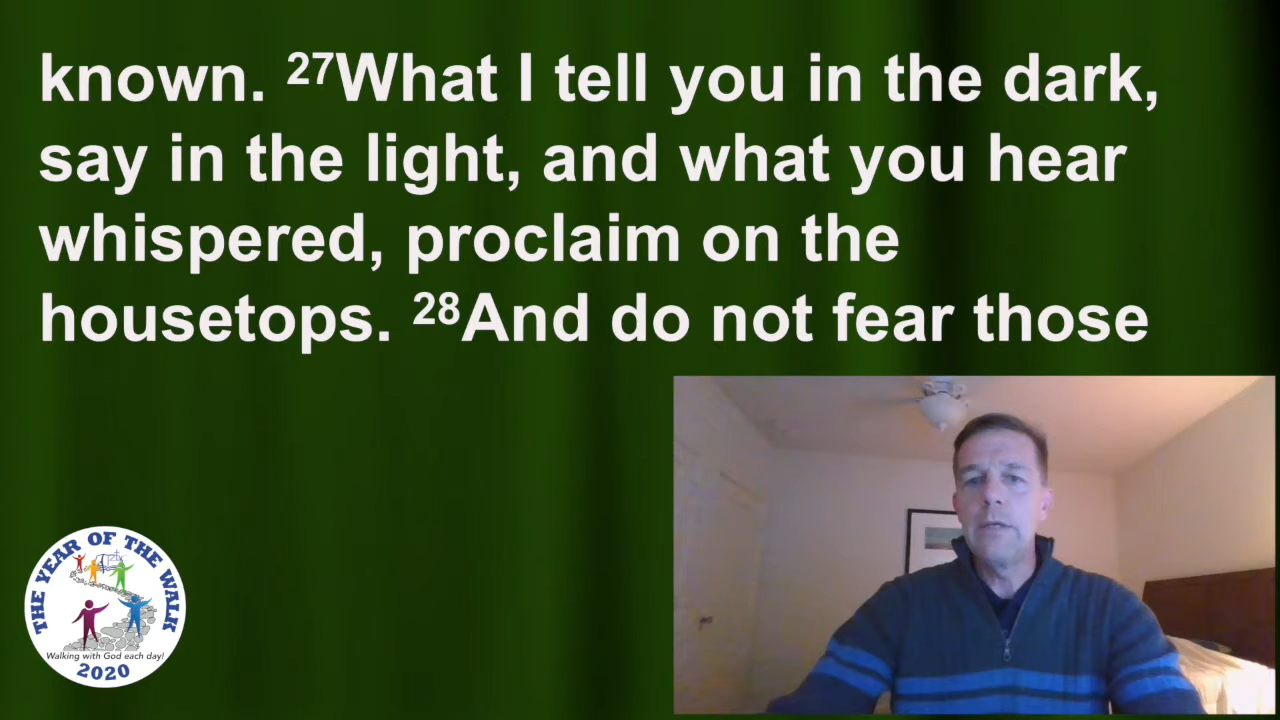 known. ²⁷What I tell you in the dark,
say in the light, and what you hear
whispered, proclaim on the
housetops. ²⁸And do not fear those
THE YEAR OF THE WALK
Walking with God each day!
2020